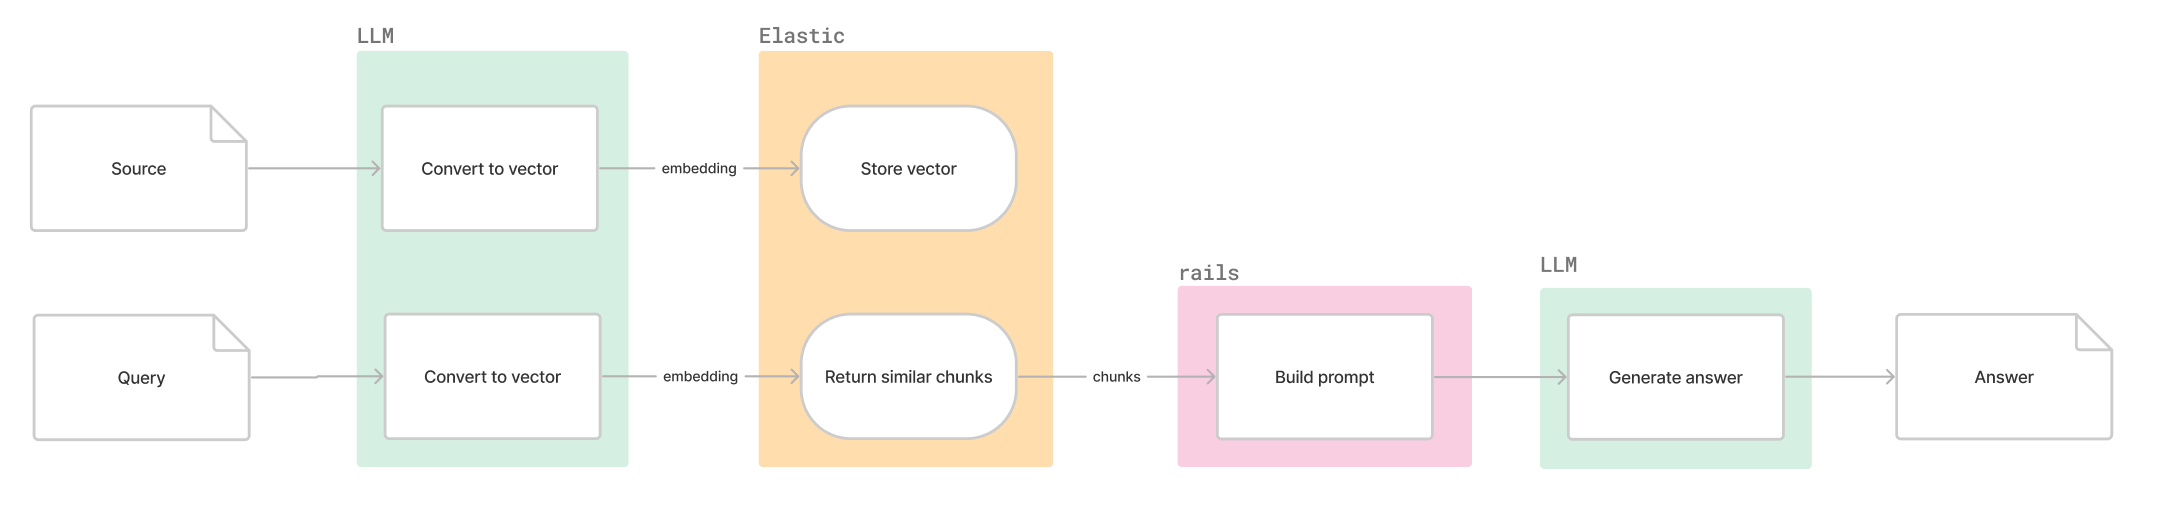 LLM
Elastic
Source
Convert to vector
embedding
Store vector
rails
LLM
Query
Convert to vector
embedding
Return similar chunks
chunks
Build prompt
Generate answer
Answer